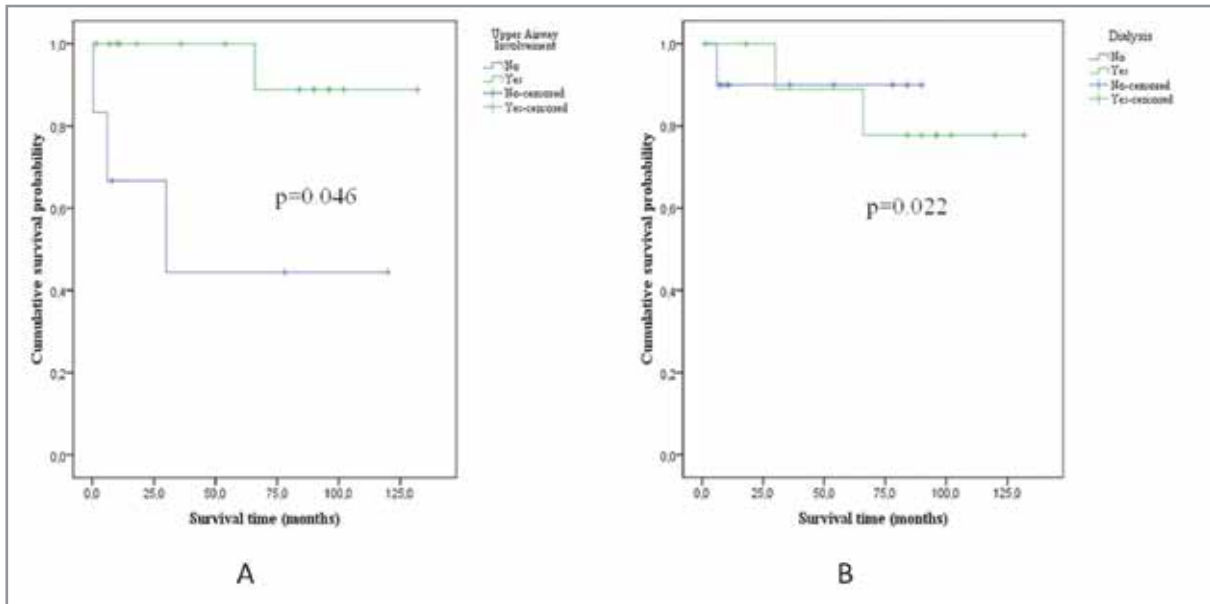 Upper Airway
Involvement
No
Yes
No-censored
Yes-censored
1,0
0,8
0,6
0,4
0,2
0,0
Cumulative survival probability
p=0.046
0,0 25,0 50,0 75,0 100,0 125,0
Survival time (months)
A
Dialysis
No
Yes
No-censored
Yes-censored
1,0
0,8
0,6
0,4
0,2
0,0
Cumulative survival probability
p=0.022
0,0 25,0 50,0 75,0 100,0 125,0
Survival time (months)
B